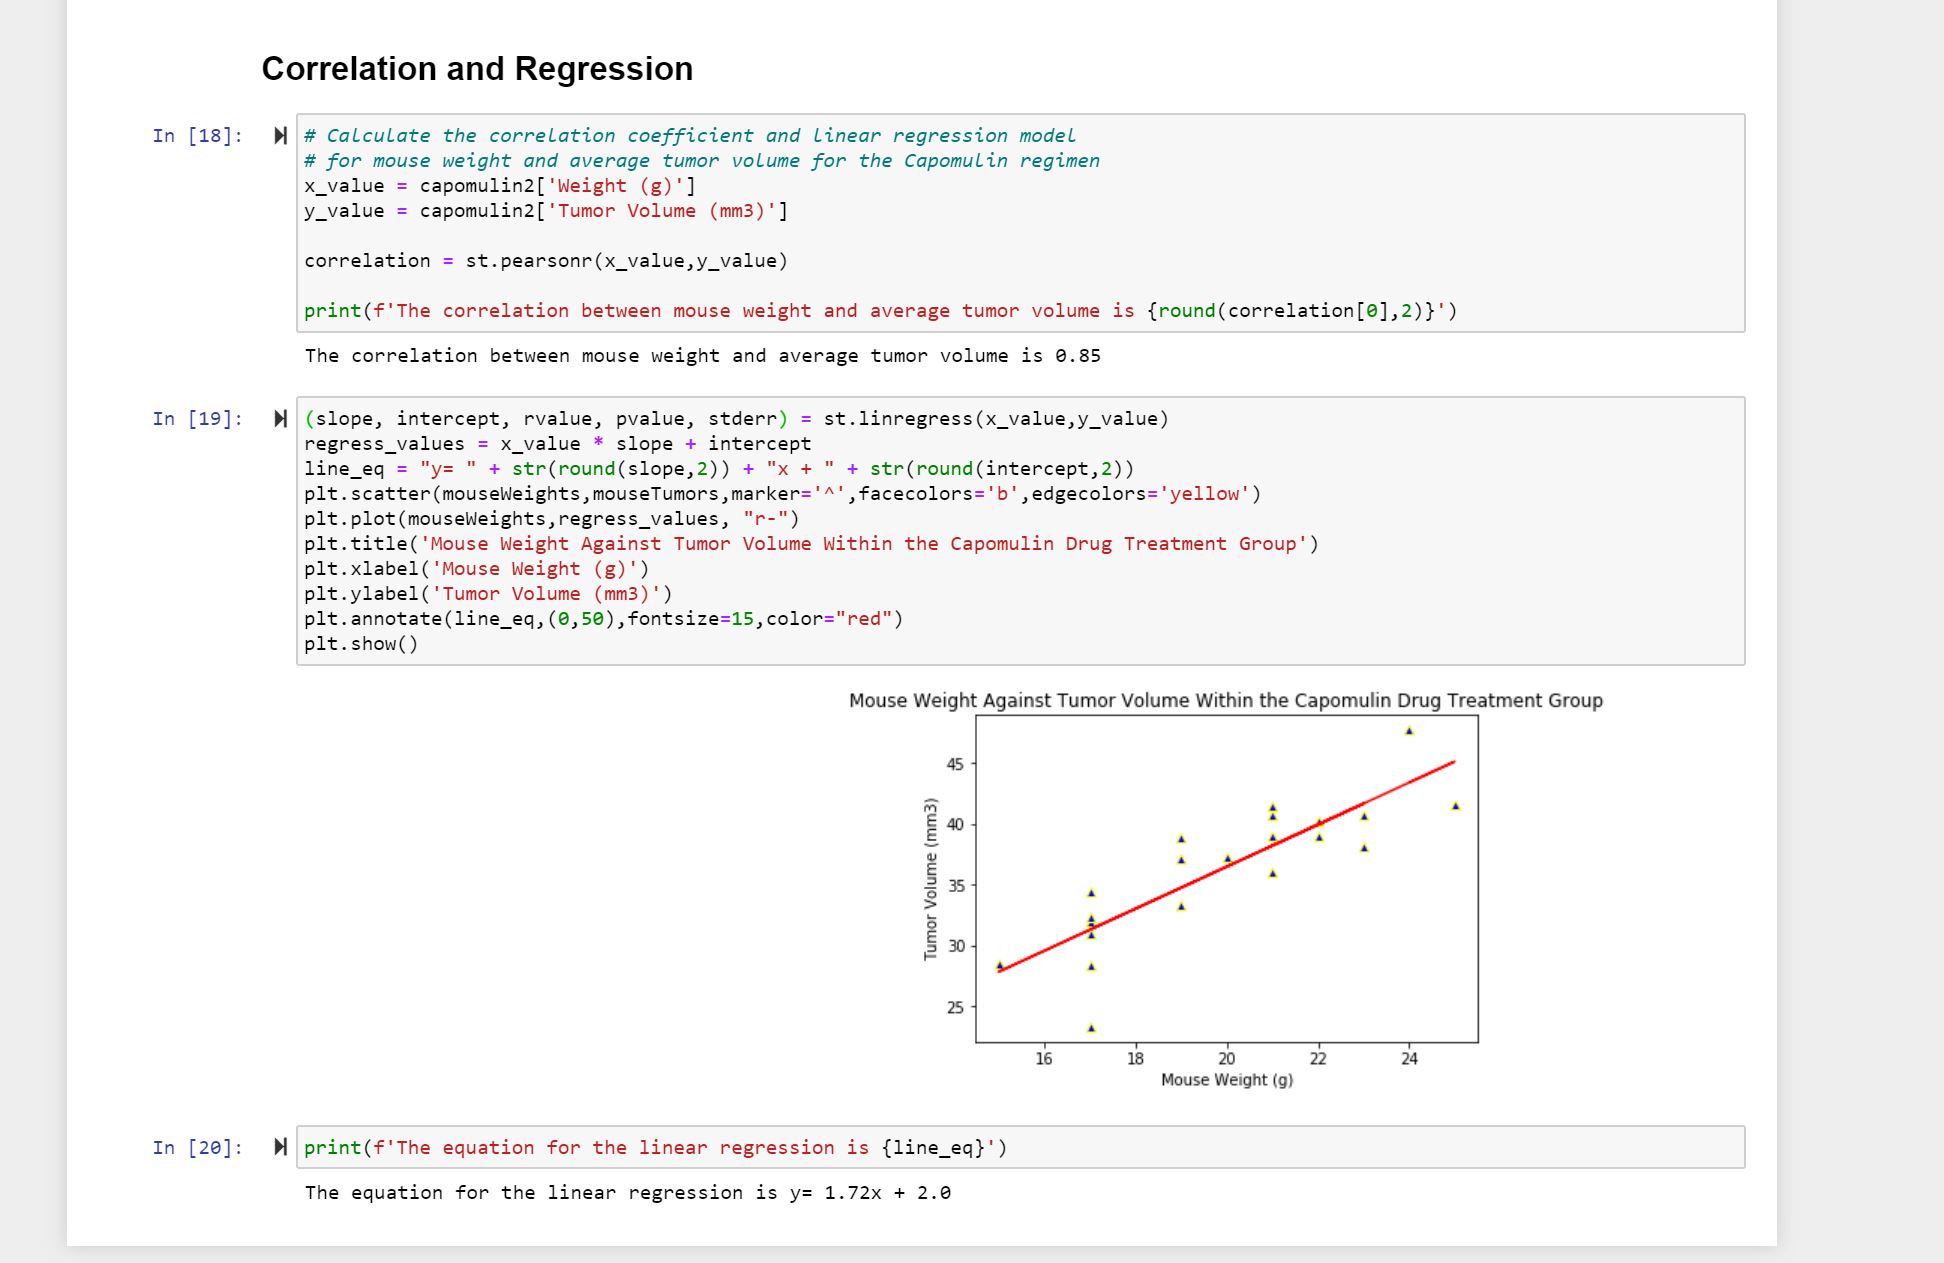 Correlation and Regression
In [18]:
# Calculate the correlation coefficient and linear regression model
# for mouse weight and average tumor volume for the Capomulin regimen
x_value = capomulin2['Weight (g)']
y_value = capomulin2['Tumor Volume (mm3)']
correlation = st.pearsonr(x_value,y_value)
print(f'The correlation between mouse weight and average tumor volume is {round(correlation[0],2)}')
The correlation between mouse weight and average tumor volume is 0.85
In [19]:
(slope, intercept, rvalue, pvalue, stderr) = st.linregress(x_value,y_value)
regress_values = x_value * slope + intercept
line_eq = "y= " + str(round(slope,2)) + "x + " + str(round(intercept,2))
plt.scatter(mouseWeights,mouseTumors,marker='^',facecolors='b',edgecolors='yellow')
plt.plot(mouseWeights,regress_values, "r-")
plt.title('Mouse Weight Against Tumor Volume Within the Capomulin Drug Treatment Group')
plt.xlabel('Mouse Weight (g)')
plt.ylabel('Tumor Volume (mm3)')
plt.annotate(line_eq,(0,50),fontsize=15,color="red")
plt.show()
Mouse Weight Against Tumor Volume Within the Capomulin Drug Treatment Group
Tumor Volume (mm3)
45
40
35
30
25
16 18 20 22 24
Mouse Weight (g)
In [20]:
print(f'The equation for the linear regression is {line_eq}')
The equation for the linear regression is y= 1.72x + 2.0